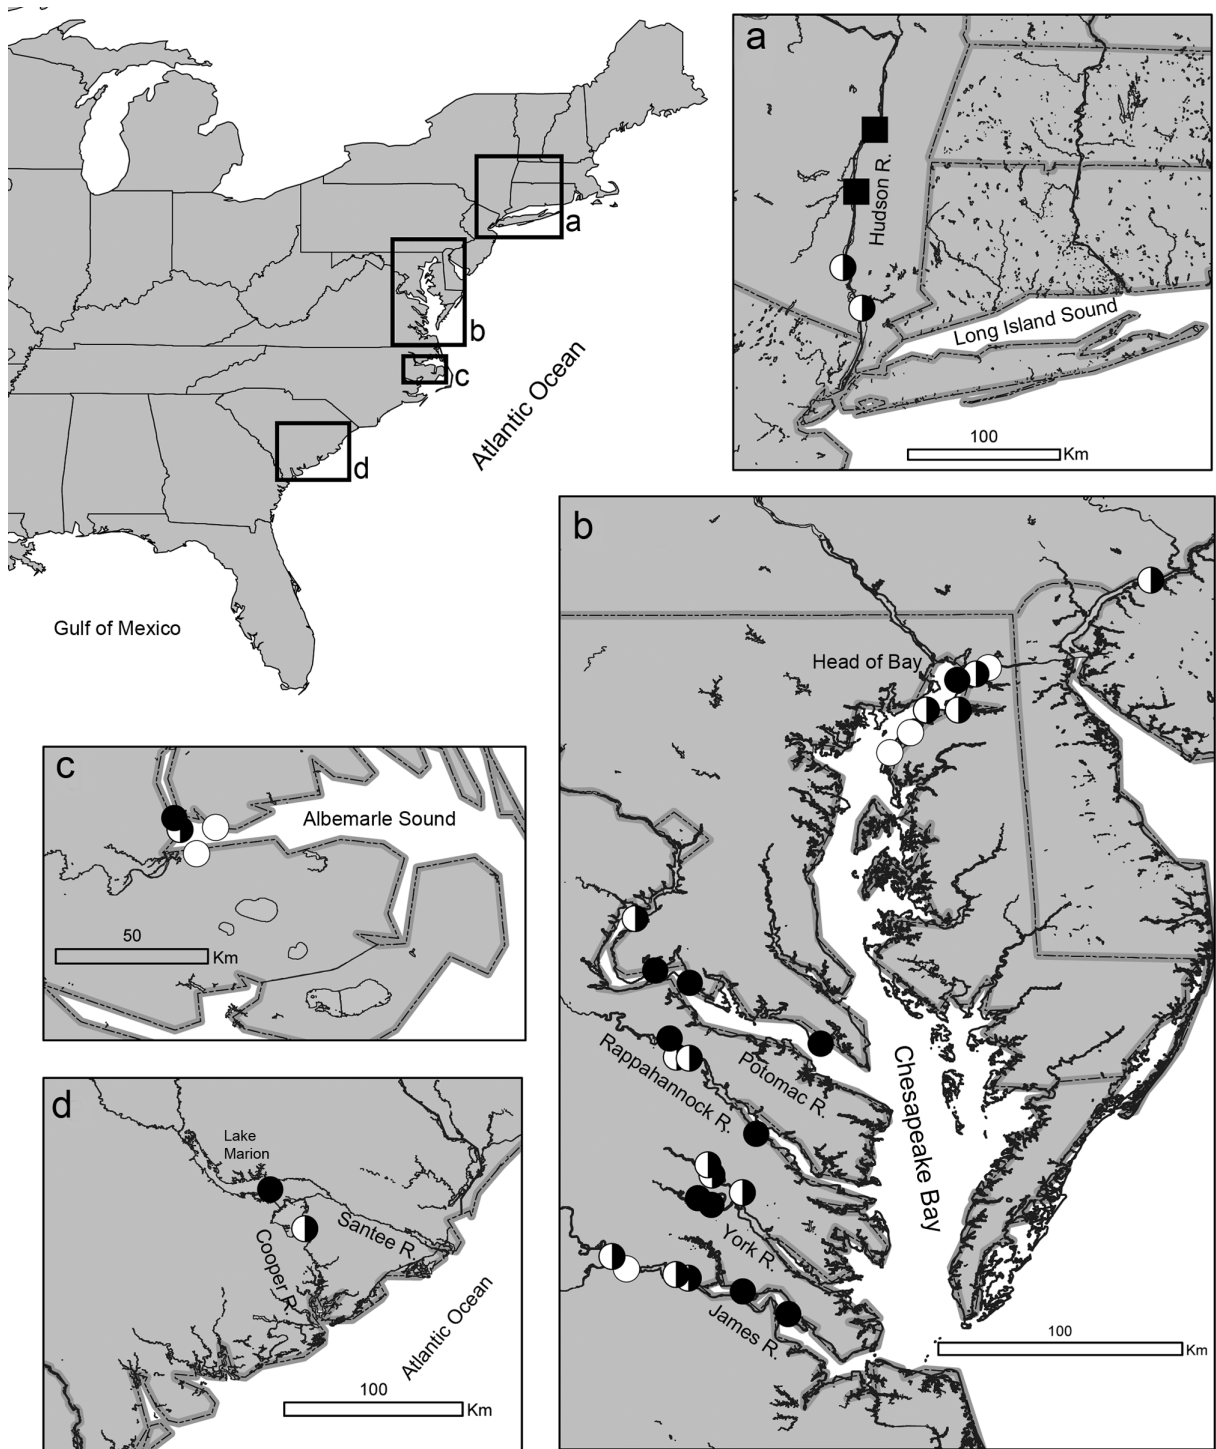 a
b
c
d
Atlantic Ocean
Gulf of Mexico
a
Hudson R.
Long Island Sound
100
Km
b
Head of Bay
Potomac R.
Rappahannock R.
Chesapeake Bay
York R.
James R.
100
Km
c
Albemarle Sound
50
Km
d
Lake
Marion
Santee R.
Cooper R.
Atlantic Ocean
100
Km